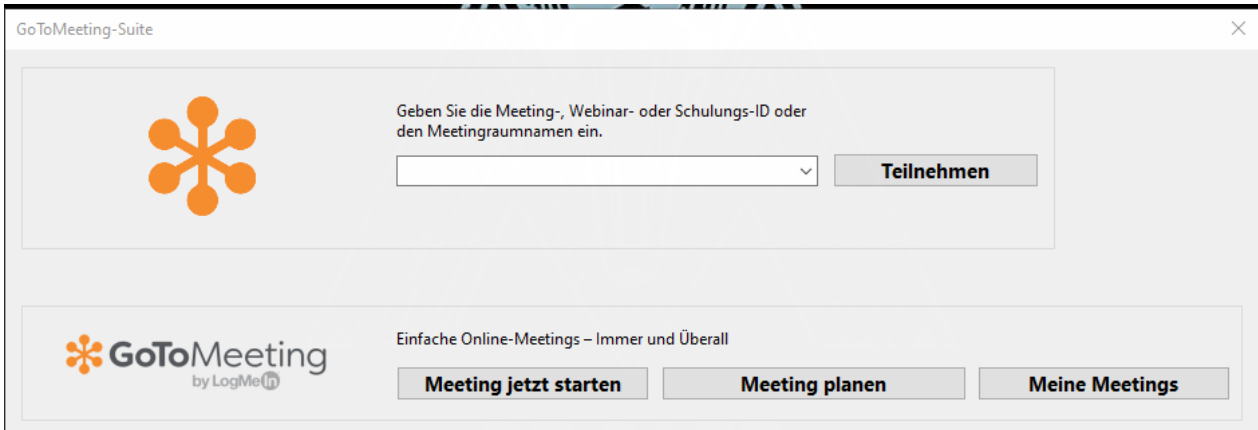 GoToMeeting-Suite
Geben Sie die Meeting-, Webinar- oder Schulungs-ID oder
den Meetingraumnamen ein.
Teilnehmen
GoToMeeting
by LogMeIn
Einfache Online-Meetings – Immer und Überall
Meeting jetzt starten Meeting planen Meine Meetings